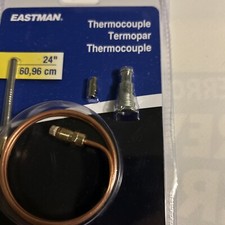 EASTMAN.
Thermocouple
Termopar
Thermocouple
24"
60,96 cm